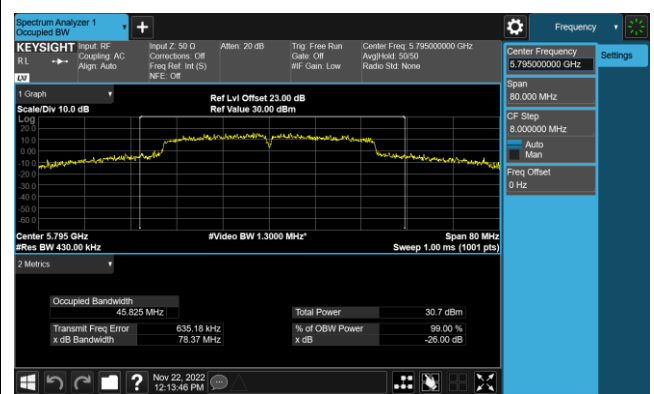 Spectrum Analyzer 1
Occupied BW
Frequency
KEYSIGHT
Input: RF
Input Z: 50 Ω
Atten: 20 dB
Trig: Free Run
Center Freq: 5.795000000 GHz
RL
Coupling: AC
Corrections: Off
Gate: Off
Avg|Hold: 50/50
Align: Auto
Freq Ref: Int (S)
#IF Gain: Low
Radio Std: None
NFE: Off
LXI
Center Frequency
5.795000000 GHz
Settings
Span
80.000 MHz
CF Step
8.000000 MHz
Auto
Man
Freq Offset
0 Hz
1 Graph
Ref Lvl Offset 23.00 dB
Scale/Div 10.0 dB
Ref Value 30.00 dBm
Log
20.0
10.0
0.00
-10.0
-20.0
-30.0
-40.0
-50.0
-60.0
Center 5.795 GHz
#Video BW 1.3000 MHz*
Span 80 MHz
#Res BW 430.00 kHz
Sweep 1.00 ms (1001 pts)
2 Metrics
Occupied Bandwidth
45.825 MHz
Total Power
30.7 dBm
Transmit Freq Error
635.18 kHz
% of OBW Power
99.00 %
x dB Bandwidth
78.37 MHz
x dB
-26.00 dB
Nov 22, 2022
12:13:46 PM